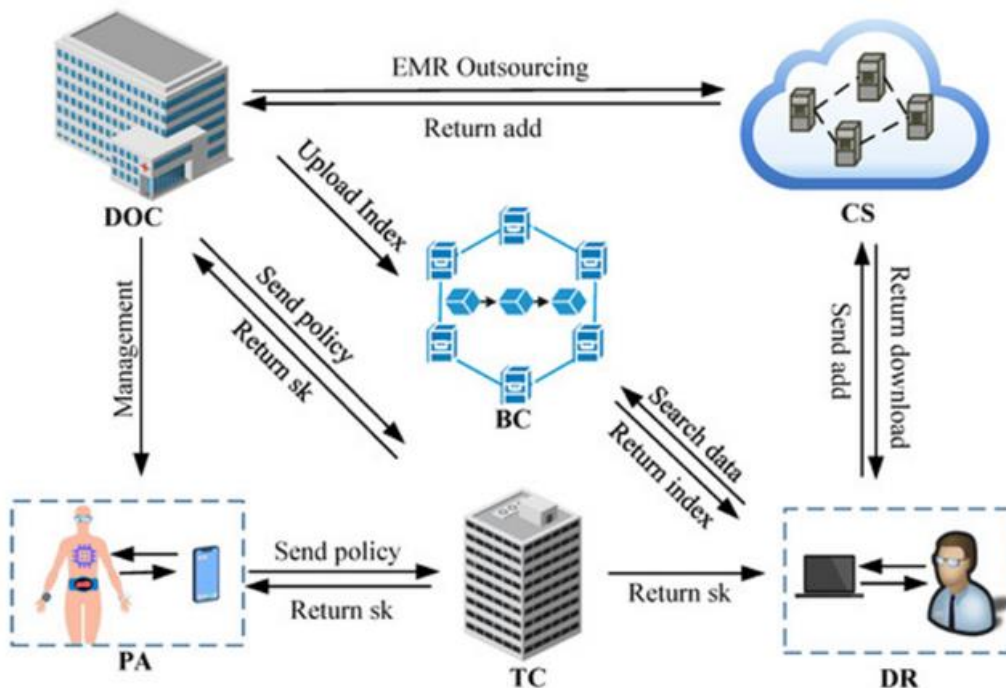 EMR Outsourcing
Return add
DOC
CS
Upload Index
Send policy
Return sk
Management
BC
Search data
Return index
Send add
Return download
Send policy
Return sk
Return sk
PA
TC
DR